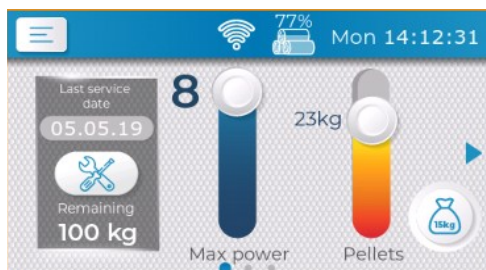 77%
Mon 14:12:31
Last service
date
05.05.19
Remaining
100 kg
8
Max power
23kg
Pellets
15kg